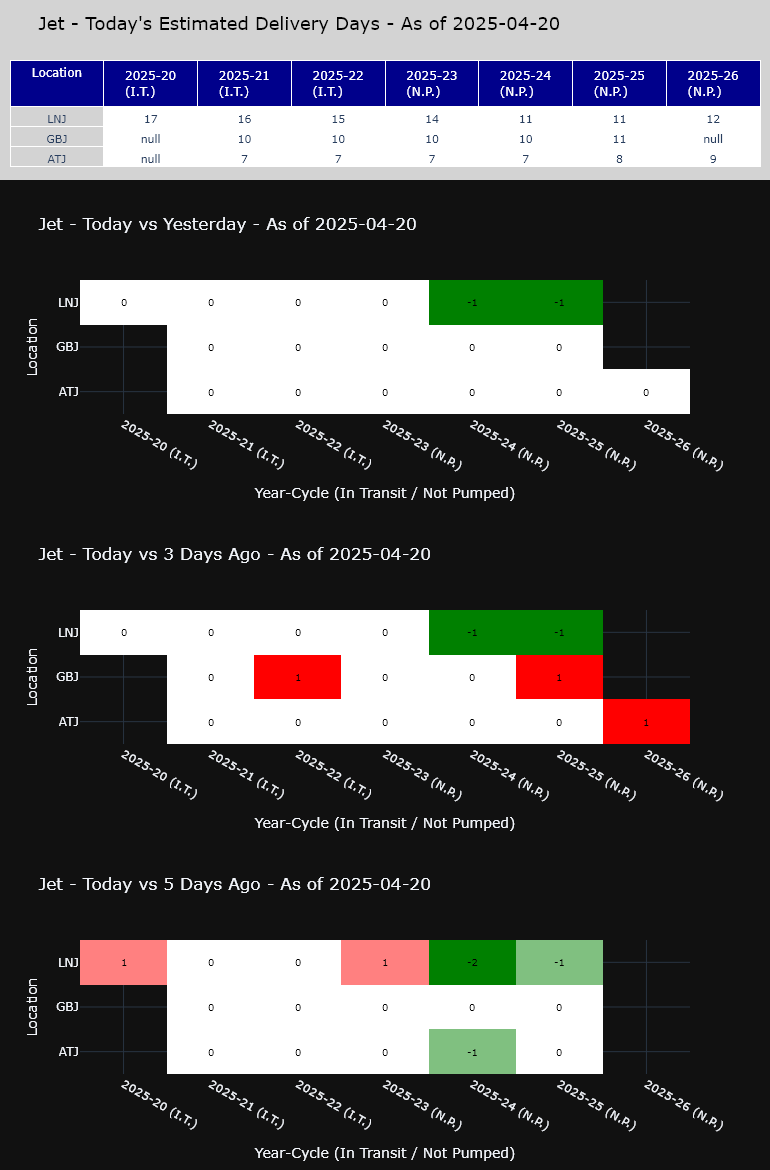 Jet - Today's Estimated Delivery Days - As of 2025-04-20
Location 2025-20 (I.T.) 2025-21 (I.T.) 2025-22 (I.T.) 2025-23 (N.P.) 2025-24 (N.P.) 2025-25 (N.P.) 2025-26 (N.P.)
LNJ 17 16 15 14 11 11 12
GBJ null 10 10 10 10 11 null
ATJ null 7 7 7 7 8 9
Jet - Today vs Yesterday - As of 2025-04-20
Location
LNJ 0 0 0 0 -1 -1
GBJ 0 0 0 0 0
ATJ 0 0 0 0 0 0
2025-20 (I.T.) 2025-21 (I.T.) 2025-22 (I.T.) 2025-23 (N.P.) 2025-24 (N.P.) 2025-25 (N.P.) 2025-26 (N.P.)
Year-Cycle (In Transit / Not Pumped)
Jet - Today vs 3 Days Ago - As of 2025-04-20
Location
LNJ 0 0 0 0 -1 -1
GBJ 0 1 0 0 1
ATJ 0 0 0 0 0 1
2025-20 (I.T.) 2025-21 (I.T.) 2025-22 (I.T.) 2025-23 (N.P.) 2025-24 (N.P.) 2025-25 (N.P.) 2025-26 (N.P.)
Year-Cycle (In Transit / Not Pumped)
Jet - Today vs 5 Days Ago - As of 2025-04-20
Location
LNJ 1 0 0 1 -2 -1
GBJ 0 0 0 0 0
ATJ 0 0 0 -1 0
2025-20 (I.T.) 2025-21 (I.T.) 2025-22 (I.T.) 2025-23 (N.P.) 2025-24 (N.P.) 2025-25 (N.P.) 2025-26 (N.P.)
Year-Cycle (In Transit / Not Pumped)